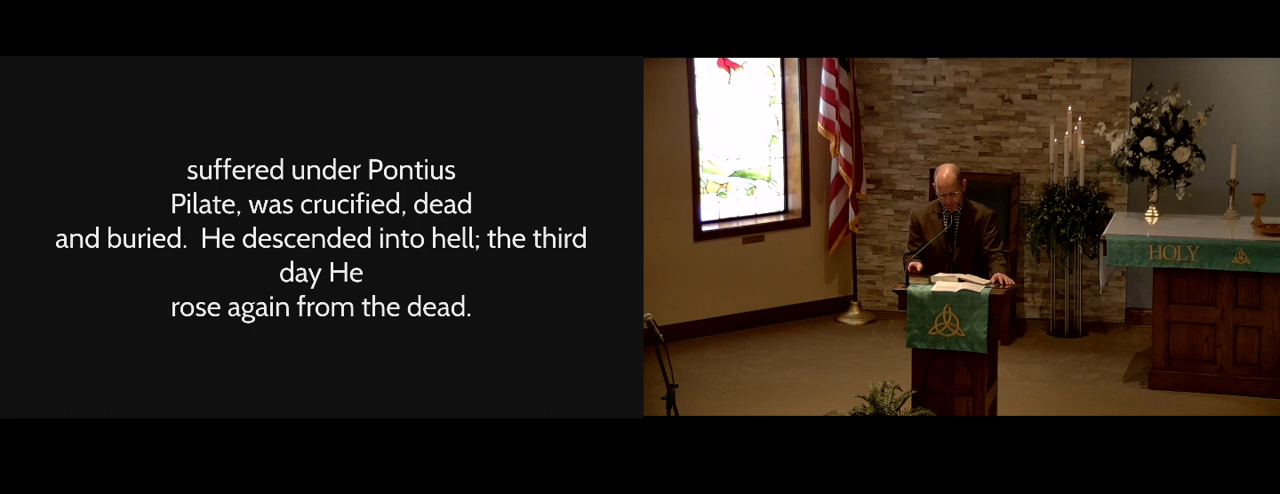 suffered under Pontius
Pilate, was crucified, dead
and buried.  He descended into hell; the third
day He
rose again from the dead.
HOLY